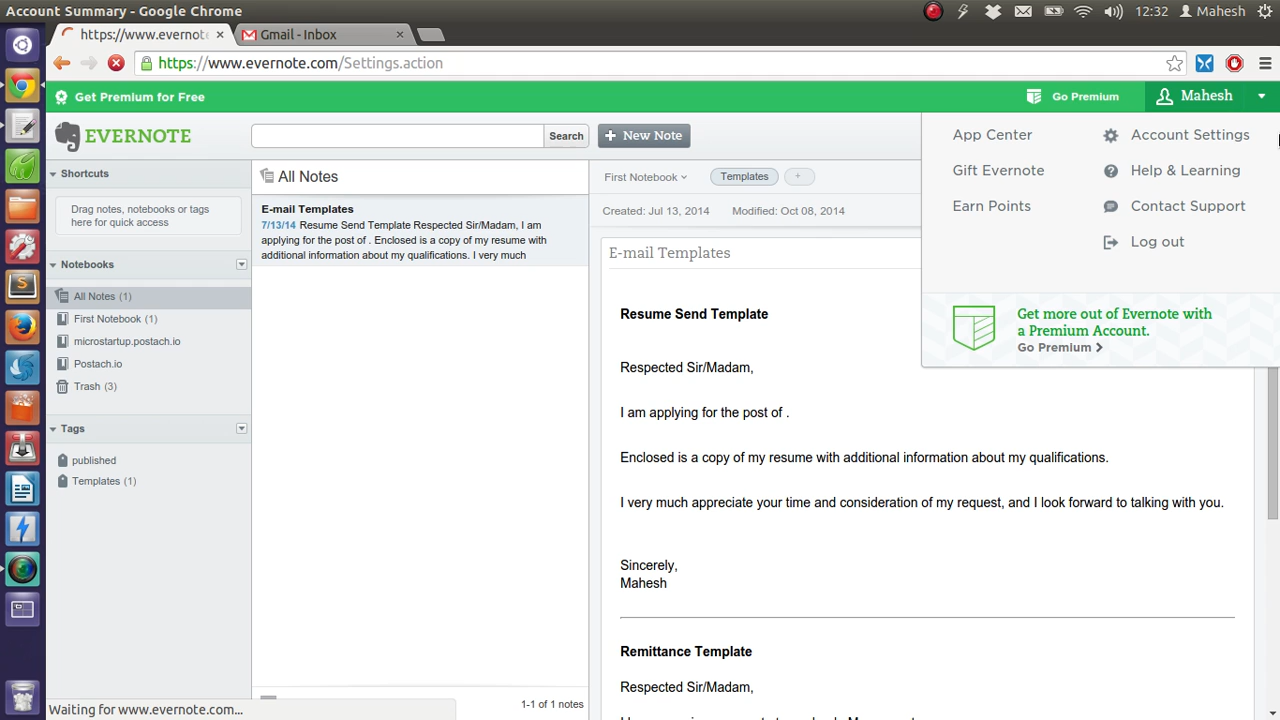 Account Summary - Google Chrome
12:32
Mahesh
https://www.evernot
Gmail - Inbox
https://www.evernote.com/Settings.action
Get Premium for Free
Go Premium
Mahesh
EVERNOTE
Search
+ New Note
App Center
Account Settings
Gift Evernote
Help & Learning
Earn Points
Contact Support
Log out
Get more out of Evernote with
a Premium Account.
Go Premium
Shortcuts
Drag notes, notebooks or tags
here for quick access
Notebooks
All Notes (1)
First Notebook (1)
microstartup.postach.io
Postach.io
Trash (3)
Tags
published
Templates (1)
All Notes
E-mail Templates
7/13/14 Resume Send Template Respected Sir/Madam, I am
applying for the post of . Enclosed is a copy of my resume with
additional information about my qualifications. I very much
1-1 of 1 notes
First Notebook
Templates
+
Created: Jul 13, 2014
Modified: Oct 08, 2014
E-mail Templates
Resume Send Template
Respected Sir/Madam,
I am applying for the post of .
Enclosed is a copy of my resume with additional information about my qualifications.
I very much appreciate your time and consideration of my request, and I look forward to talking with you.
Sincerely,
Mahesh
Remittance Template
Respected Sir/Madam,
Waiting for www.evernote.com...